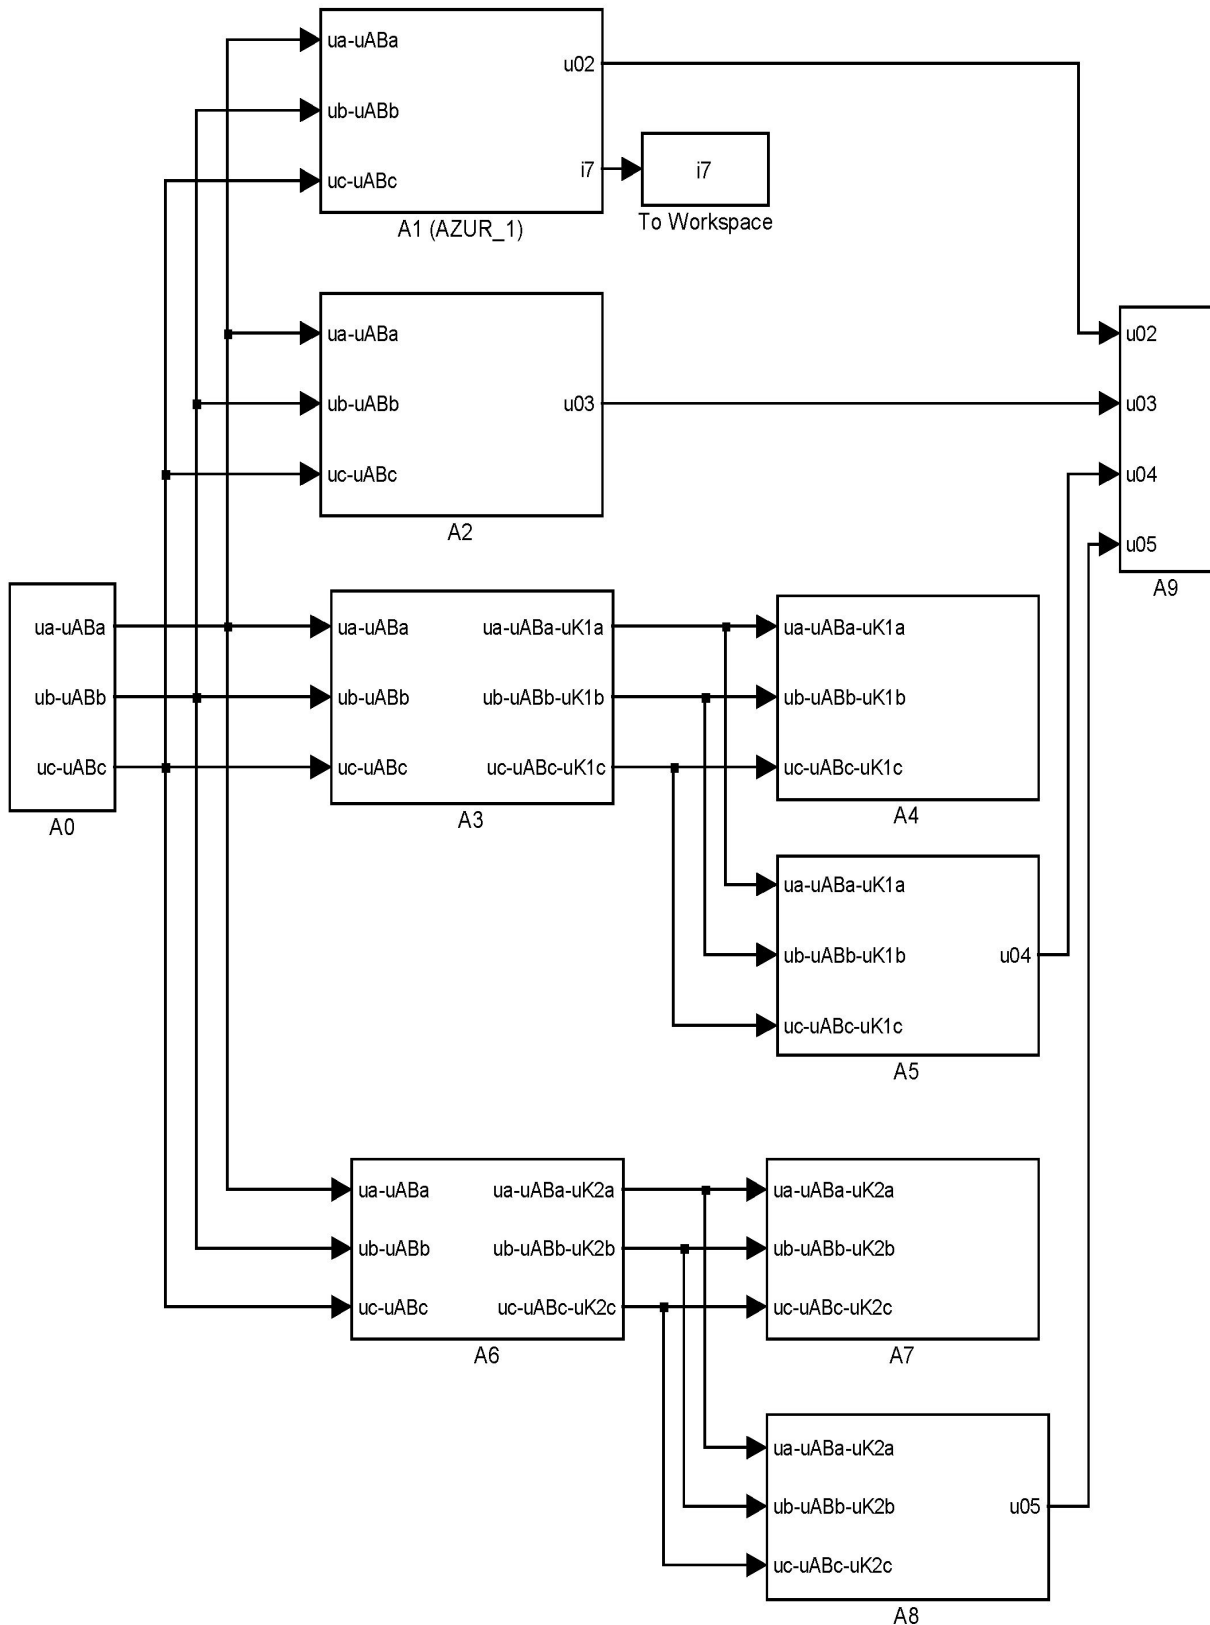 ua-uABa
u02
ub-uABb
i7
i7
uc-uABc
A1 (AZUR_1)
To Workspace
ua-uABa
ub-uABb
u03
uc-uABc
A2
u02
u03
u04
u05
A9
ua-uABa
ub-uABb
uc-uABc
A0
ua-uABa
ua-uABa-uK1a
ub-uABb
ub-uABb-uK1b
uc-uABc
uc-uABc-uK1c
A3
ua-uABa-uK1a
ub-uABb-uK1b
uc-uABc-uK1c
A4
ua-uABa-uK1a
ub-uABb-uK1b
u04
uc-uABc-uK1c
A5
ua-uABa
ua-uABa-uK2a
ub-uABb
ub-uABb-uK2b
uc-uABc
uc-uABc-uK2c
A6
ua-uABa-uK2a
ub-uABb-uK2b
uc-uABc-uK2c
A7
ua-uABa-uK2a
ub-uABb-uK2b
u05
uc-uABc-uK2c
A8